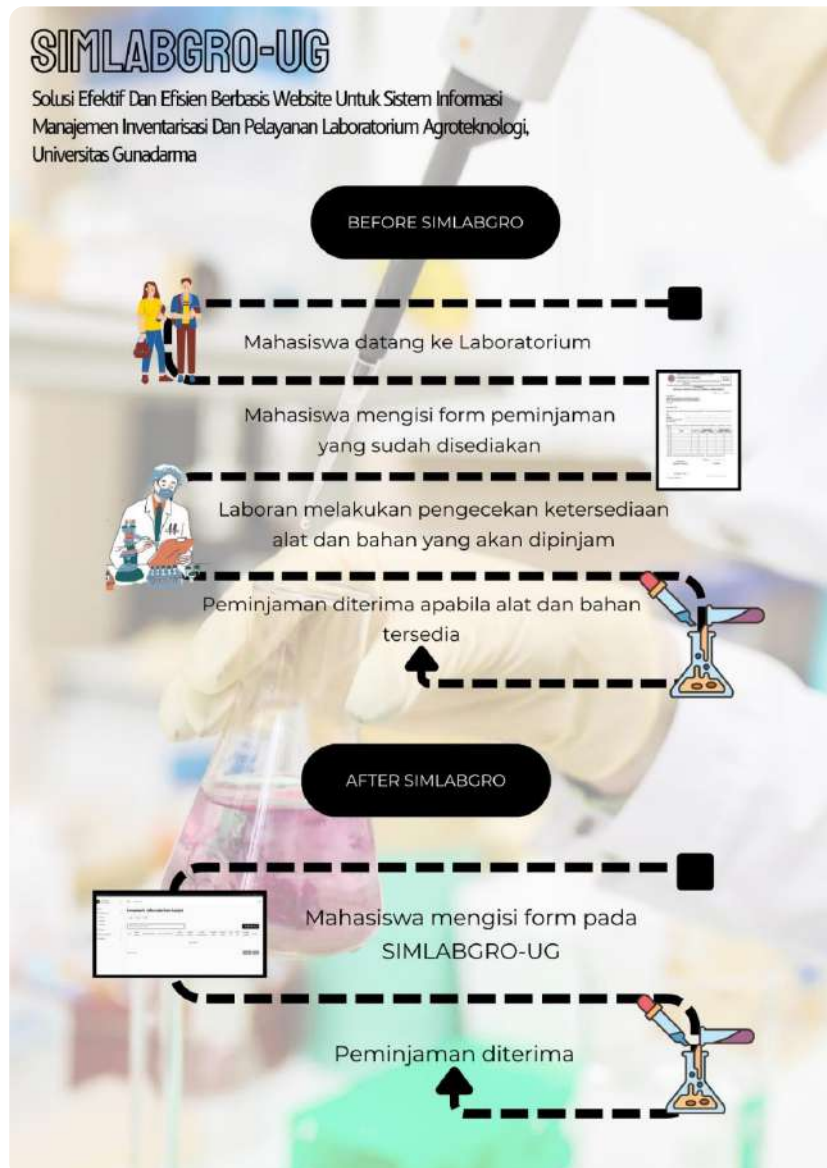 SIMLABGRO-UG
Solusi Efektif Dan Efisien Berbasis Website Untuk Sistem Informasi
Manajemen Inventarisasi Dan Pelayanan Laboratorium Agroteknologi,
Universitas Gunadarma
BEFORE SIMLABGRO
Mahasiswa datang ke Laboratorium
Mahasiswa mengisi form peminjaman
yang sudah disediakan
Laboran melakukan pengecekan ketersediaan
alat dan bahan yang akan dipinjam
Peminjaman diterima apabila alat dan bahan
tersedia
AFTER SIMLABGRO
Mahasiswa mengisi form pada
SIMLABGRO-UG
Peminjaman diterima